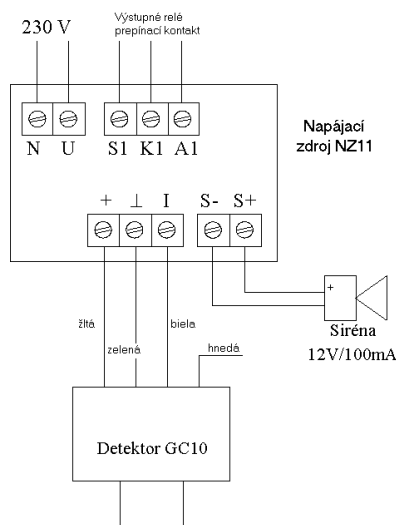 230 V
Výstupné relé
prepínací kontakt
N U S1 K1 A1
Napájací
zdroj NZ11
+ ⊥ I S- S+
+
žltá
zelená
biela
hnedá
Siréna
12V/100mA
Detektor GC10